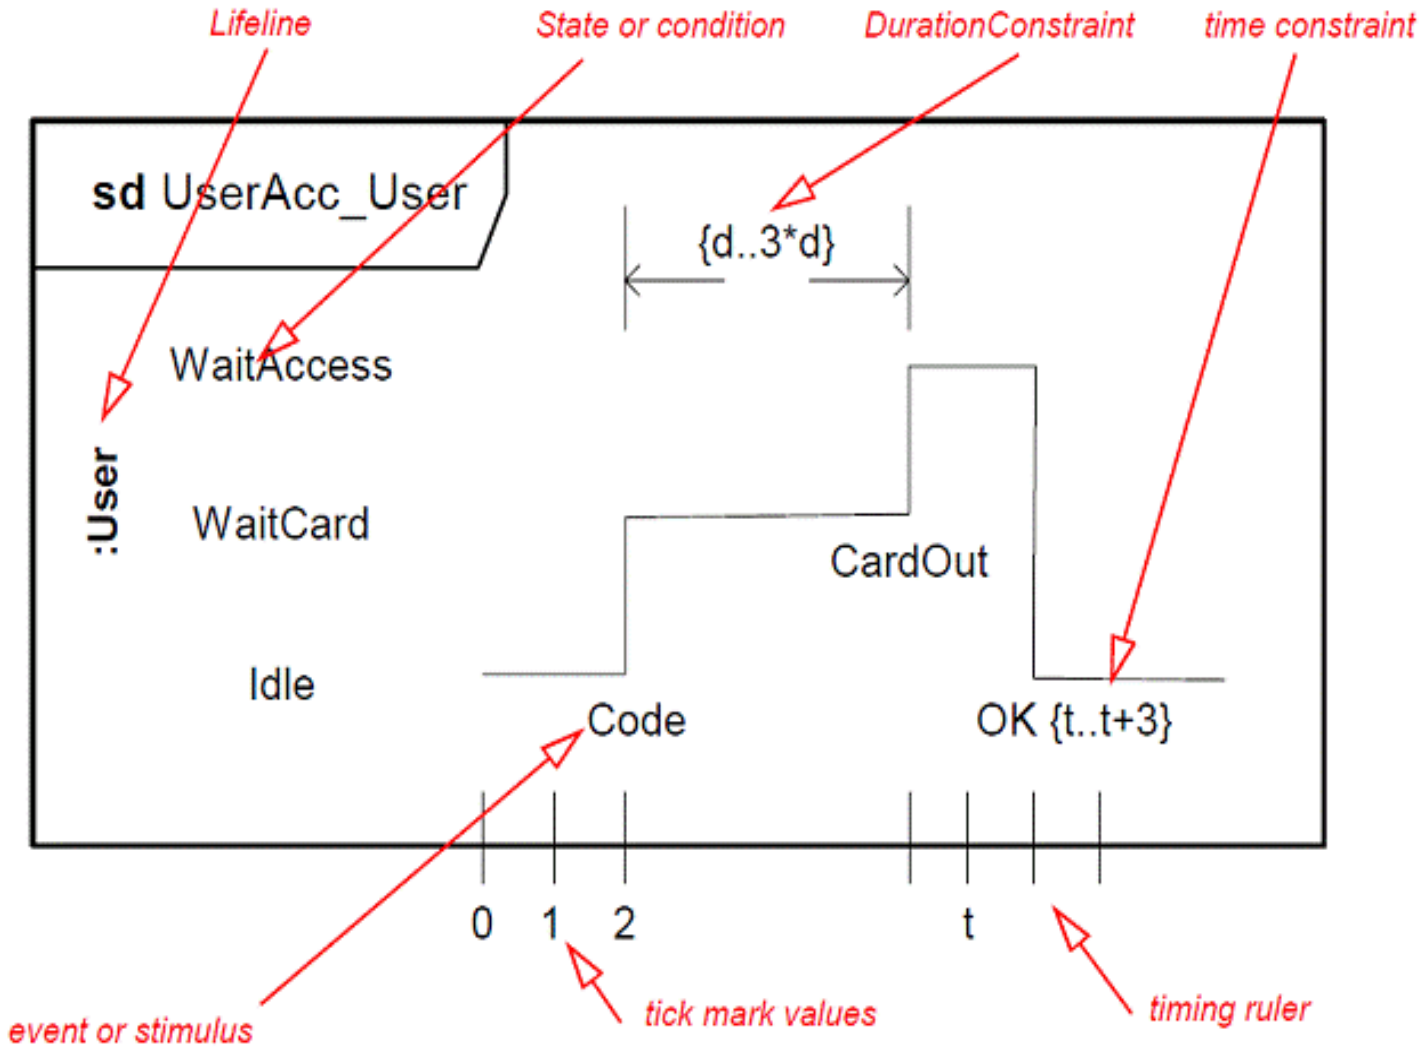 Lifeline
State or condition
DurationConstraint
time constraint
sd UserAcc_User
{d..3*d}
WaitAccess
:User
WaitCard
CardOut
Idle
Code
OK {t..t+3}
0 1 2 t
event or stimulus
tick mark values
timing ruler